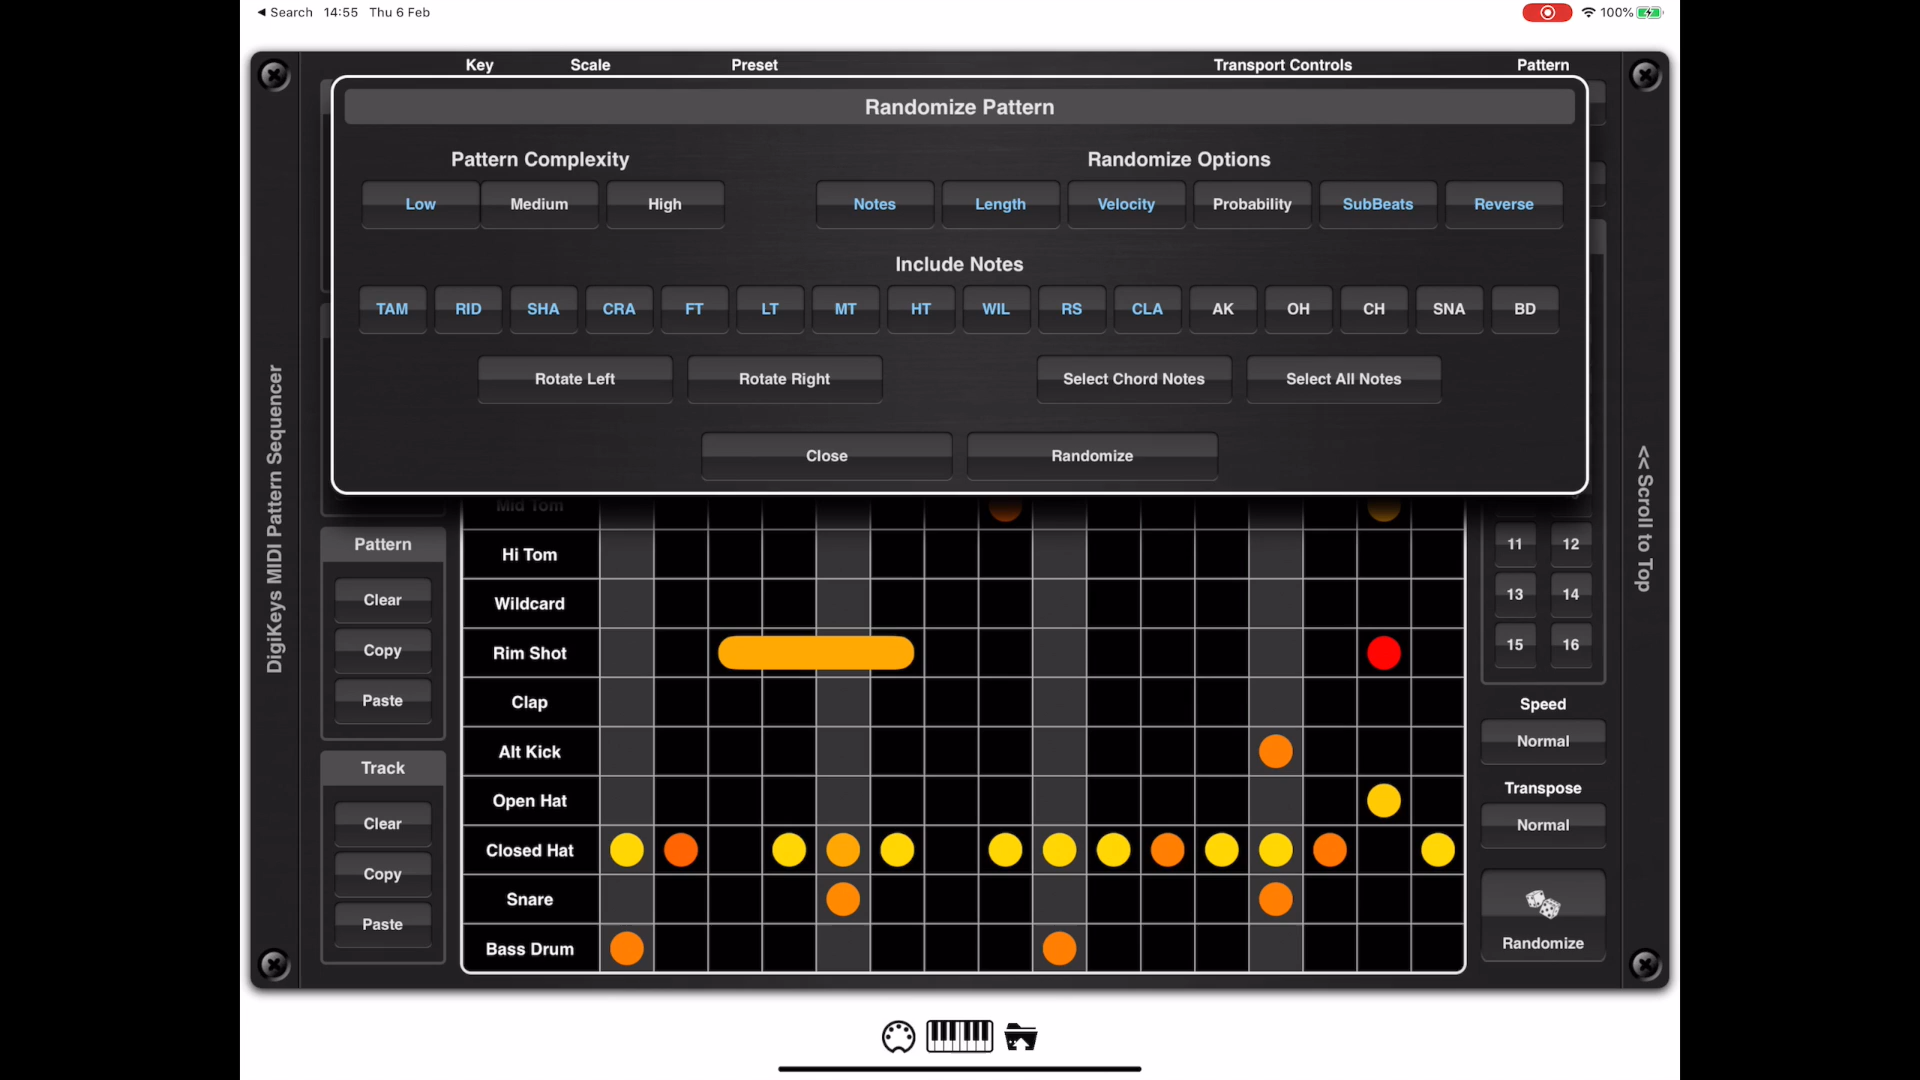 ◀ Search 14:55 Thu 6 Feb
100%
Key Scale Preset Transport Controls Pattern
Randomize Pattern
Pattern Complexity
Randomize Options
Low Medium High
Notes Length Velocity Probability SubBeats Reverse
Include Notes
TAM RID SHA CRA FT LT MT HT WIL RS CLA AK OH CH SNA BD
Rotate Left Rotate Right Select Chord Notes Select All Notes
Close Randomize
DigiKeys MIDI Pattern Sequencer
<< Scroll to Top
Pattern
Clear
Copy
Paste
Track
Clear
Copy
Paste
Mid Tom
Hi Tom
Wildcard
Rim Shot
Clap
Alt Kick
Open Hat
Closed Hat
Snare
Bass Drum
11 12
13 14
15 16
Speed
Normal
Transpose
Normal
Randomize